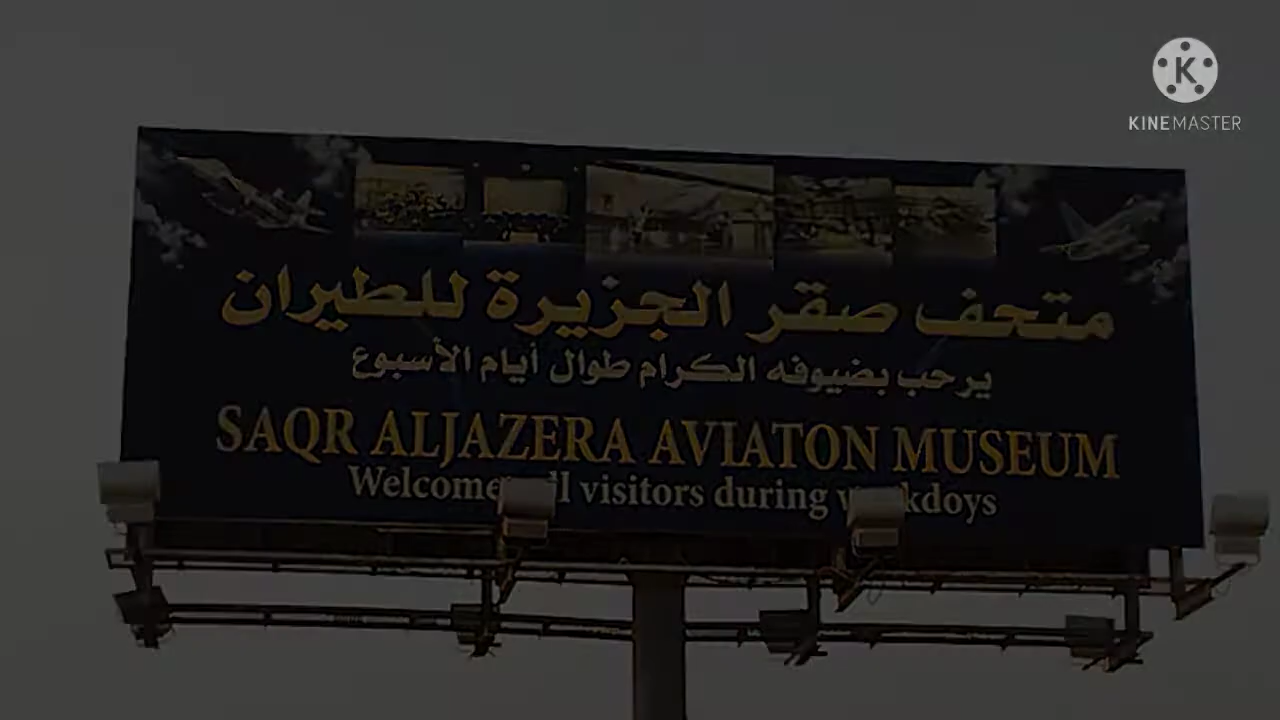 متحف صقر الجزيرة للطيران
يرحب بضيوفه الكرام طوال أيام الأسبوع
SAQR ALJAZERA AVIATON MUSEUM
visitors during
KINEMASTER